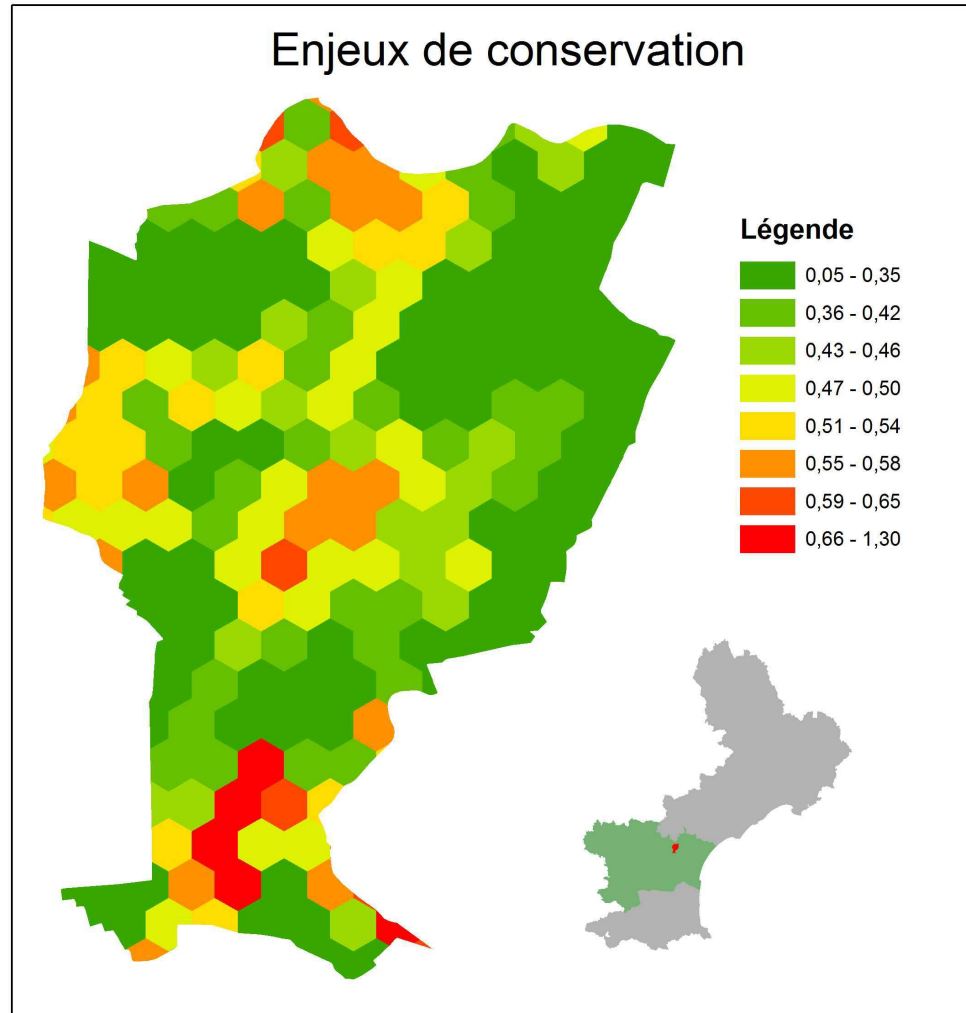 Enjeux de conservation
Légende
0,05 - 0,35
0,36 - 0,42
0,43 - 0,46
0,47 - 0,50
0,51 - 0,54
0,55 - 0,58
0,59 - 0,65
0,66 - 1,30